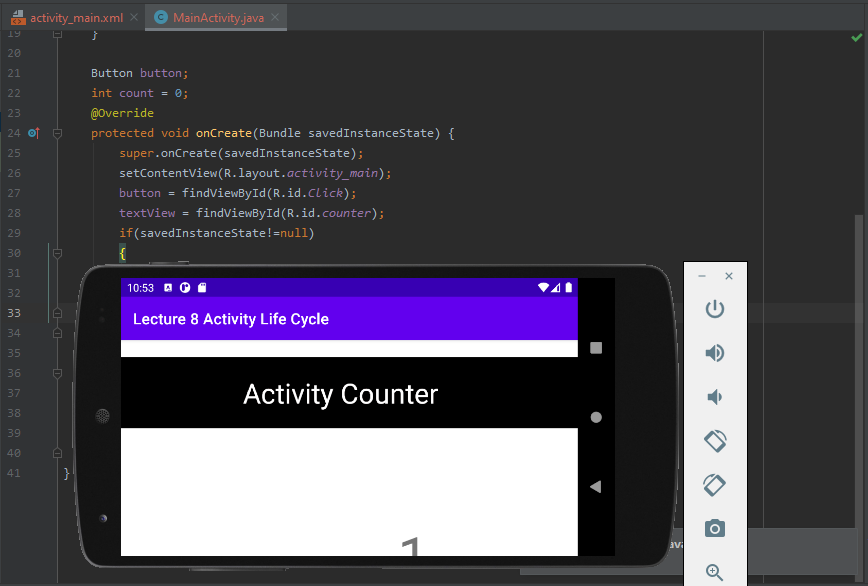 activity_main.xml
MainActivity.java
19 }
20
21 Button button;
22 int count = 0;
23 @Override
24 protected void onCreate(Bundle savedInstanceState) {
25 super.onCreate(savedInstanceState);
26 setContentView(R.layout.activity_main);
27 button = findViewById(R.id.Click);
28 textView = findViewById(R.id.counter);
29 if(savedInstanceState!=null)
30 {
31
32
33
34
35
36
37
38
39
40
41 }
10:53
Lecture 8 Activity Life Cycle
Activity Counter
1